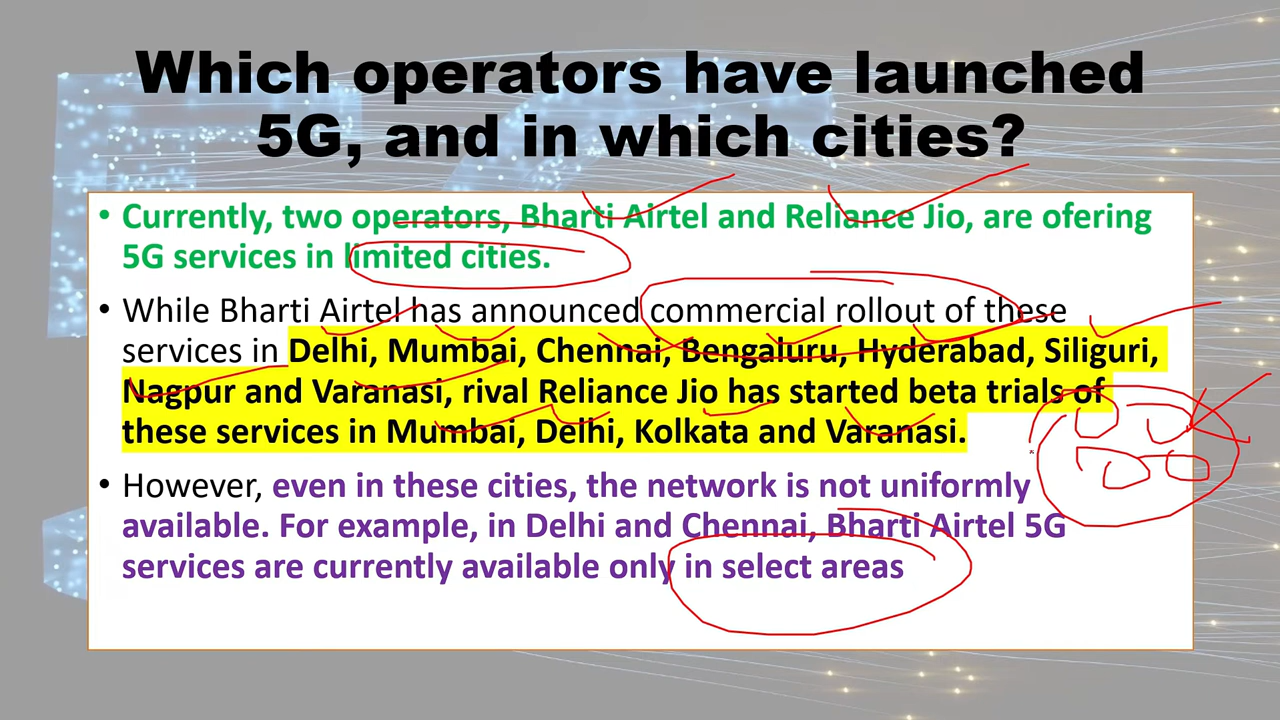 Which operators have launched
5G, and in which cities?
• Currently, two operators, Bharti Airtel and Reliance Jio, are ofering
5G services in limited cities.
• While Bharti Airtel has announced commercial rollout of these
services in Delhi, Mumbai, Chennai, Bengaluru, Hyderabad, Siliguri,
Nagpur and Varanasi, rival Reliance Jio has started beta trials of
these services in Mumbai, Delhi, Kolkata and Varanasi.
• However, even in these cities, the network is not uniformly
available. For example, in Delhi and Chennai, Bharti Airtel 5G
services are currently available only in select areas